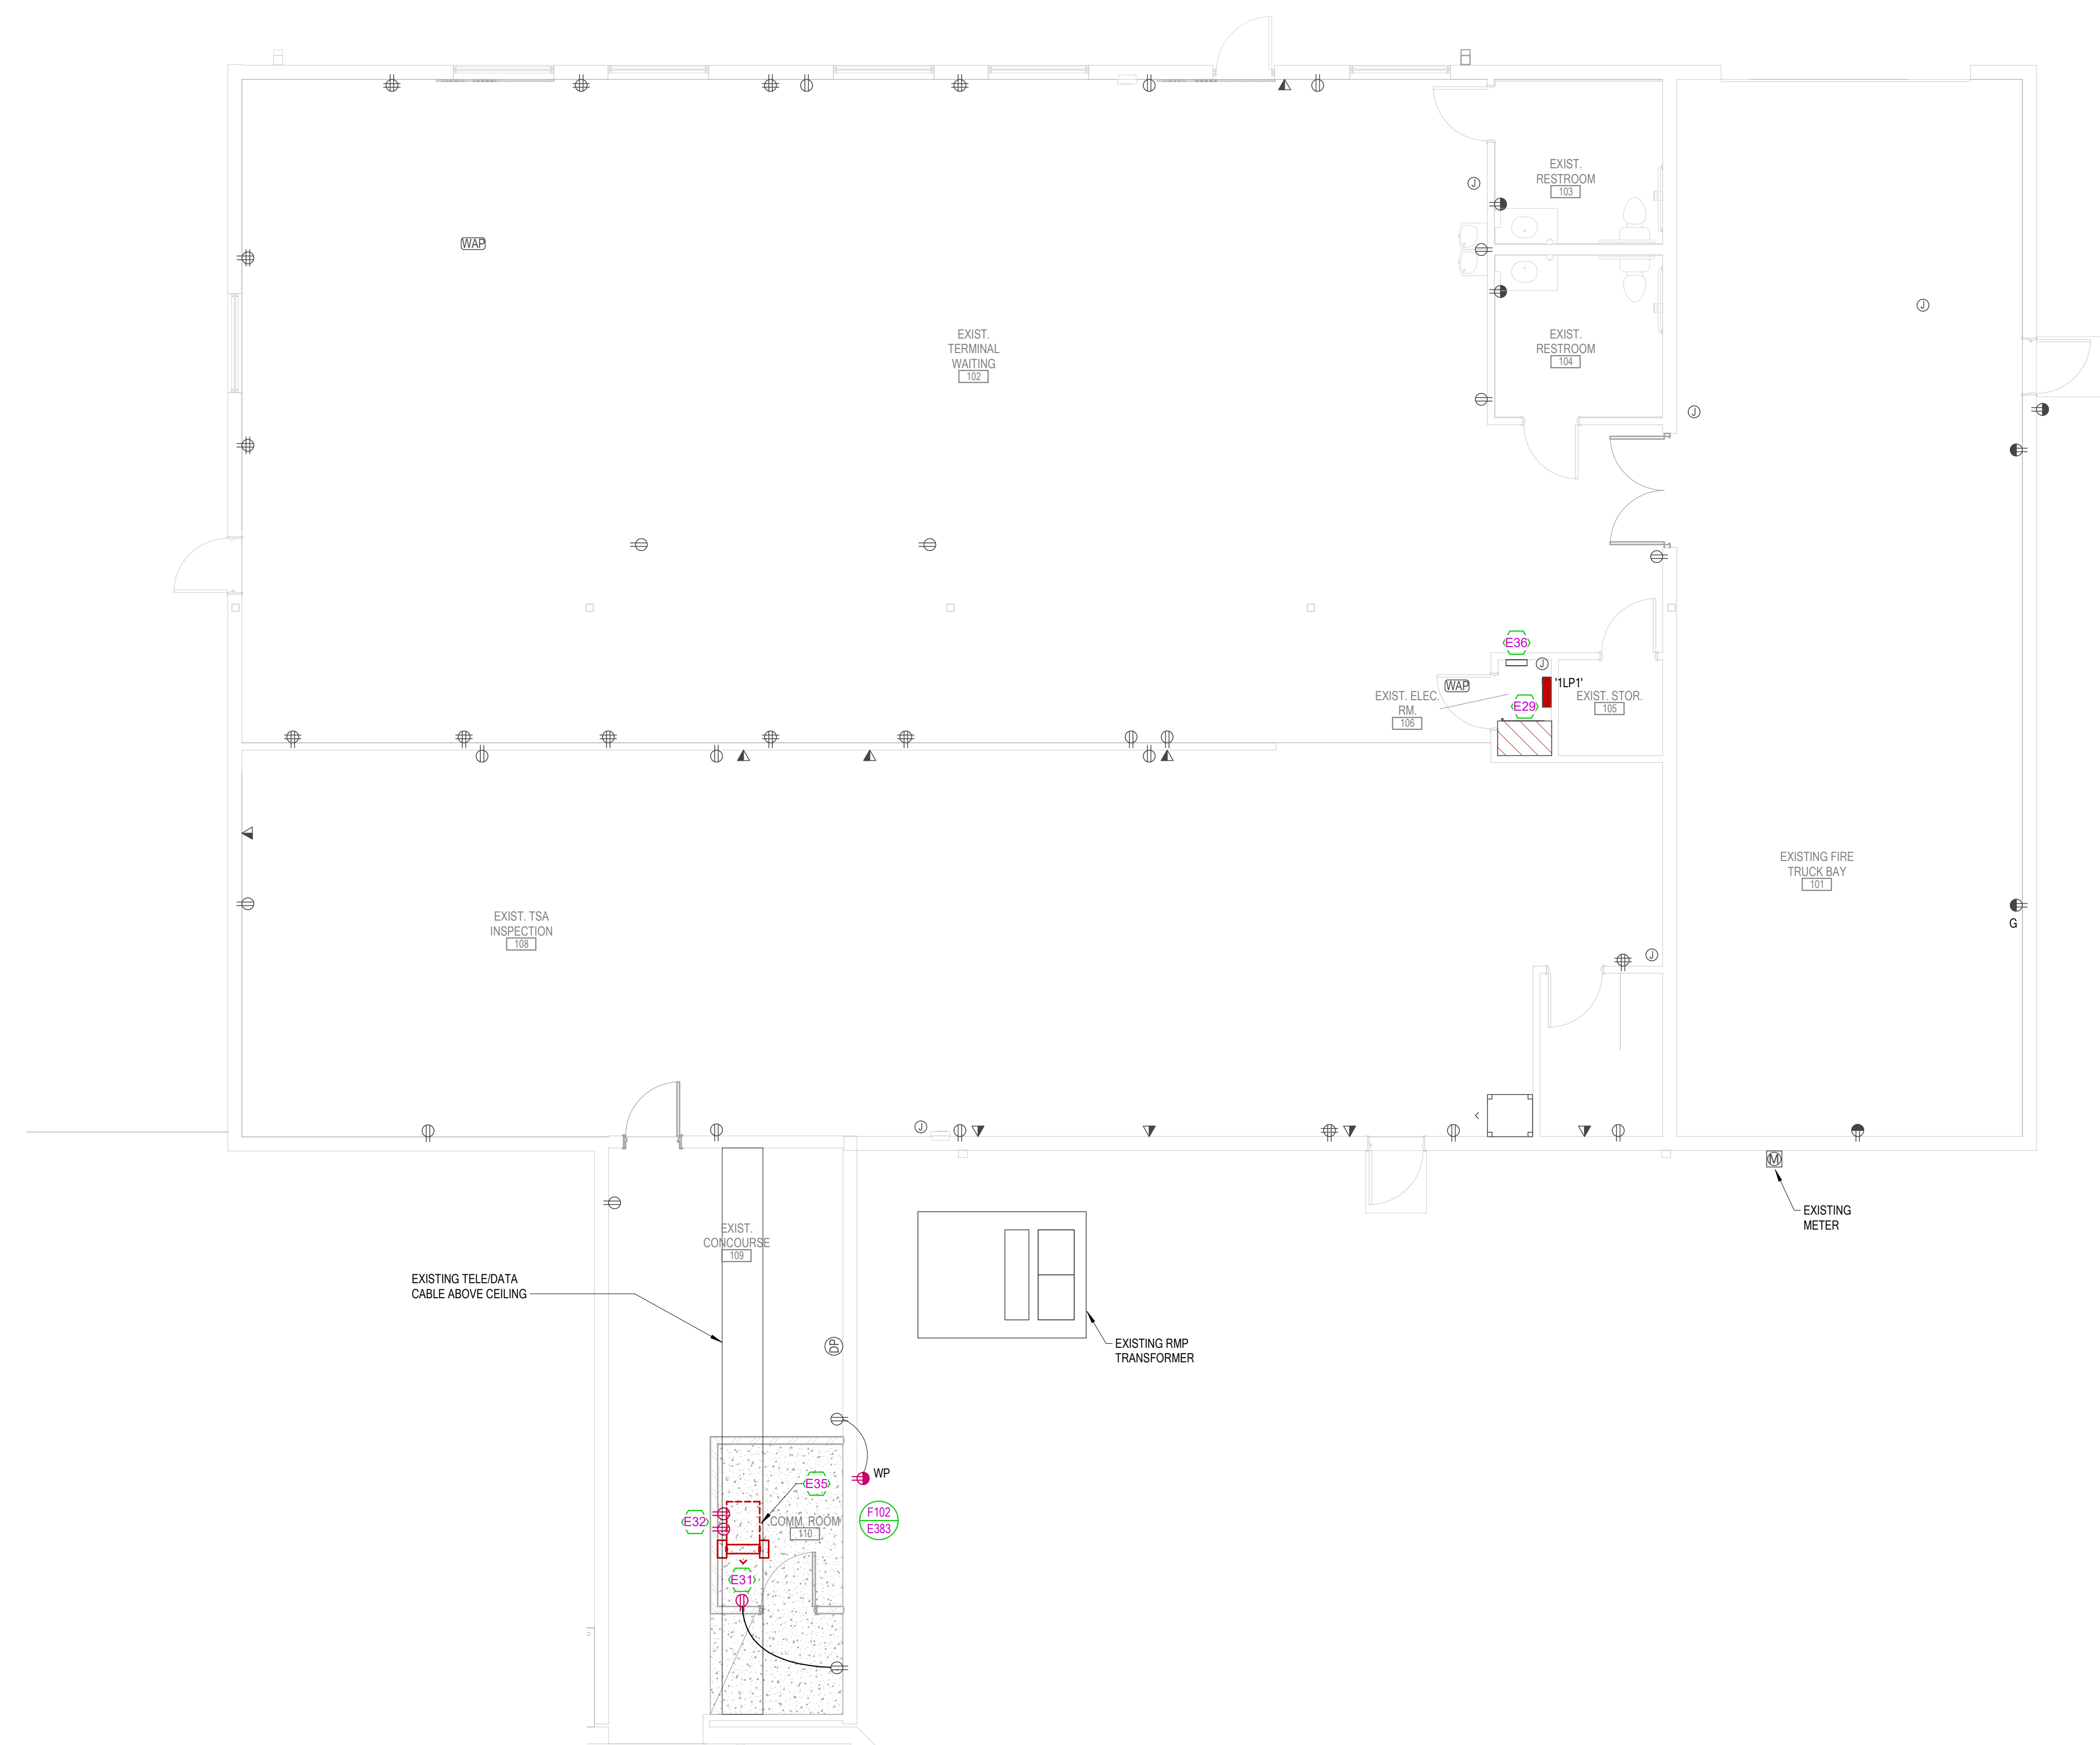 EXIST.
RESTROOM
103
J
WAP
J
EXIST.
TERMINAL
WAITING
102
EXIST.
RESTROOM
104
J
E36
J
WAP
'1LP1'
EXIST. ELEC.
RM.
106
E29
EXIST. STOR.
105
EXISTING FIRE
TRUCK BAY
101
EXIST. TSA
INSPECTION
108
G
J
J
M
EXISTING
METER
EXIST.
CONCOURSE
109
EXISTING TELE/DATA
CABLE ABOVE CEILING
DP
EXISTING RMP
TRANSFORMER
WP
E35
E32
COMM. ROOM
110
F102
E383
E31